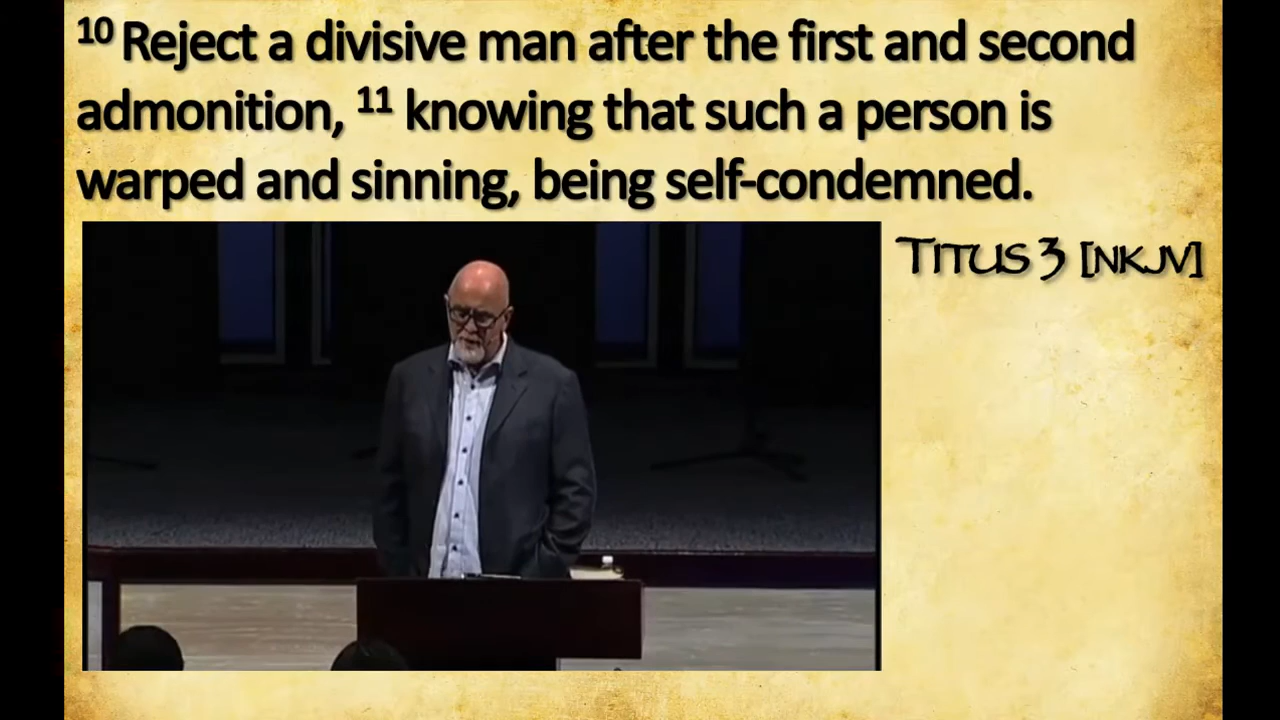 10 Reject a divisive man after the first and second
admonition, 11 knowing that such a person is
warped and sinning, being self-condemned.
TITUS 3 [NKJV]